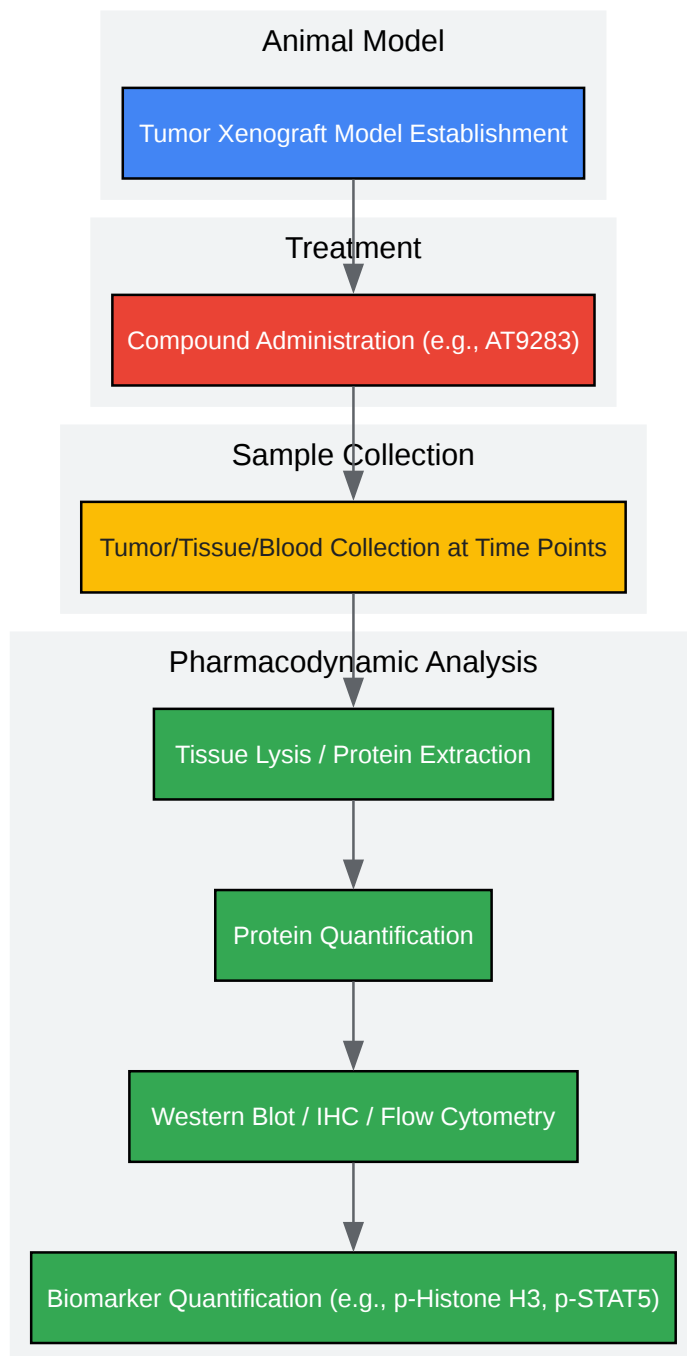 Animal Model
Tumor Xenograft Model Establishment
Treatment
Compound Administration (e.g., AT9283)
Sample Collection
Tumor/Tissue/Blood Collection at Time Points
Pharmacodynamic Analysis
Tissue Lysis / Protein Extraction
Protein Quantification
Western Blot / IHC / Flow Cytometry
Biomarker Quantification (e.g., p-Histone H3, p-STAT5)